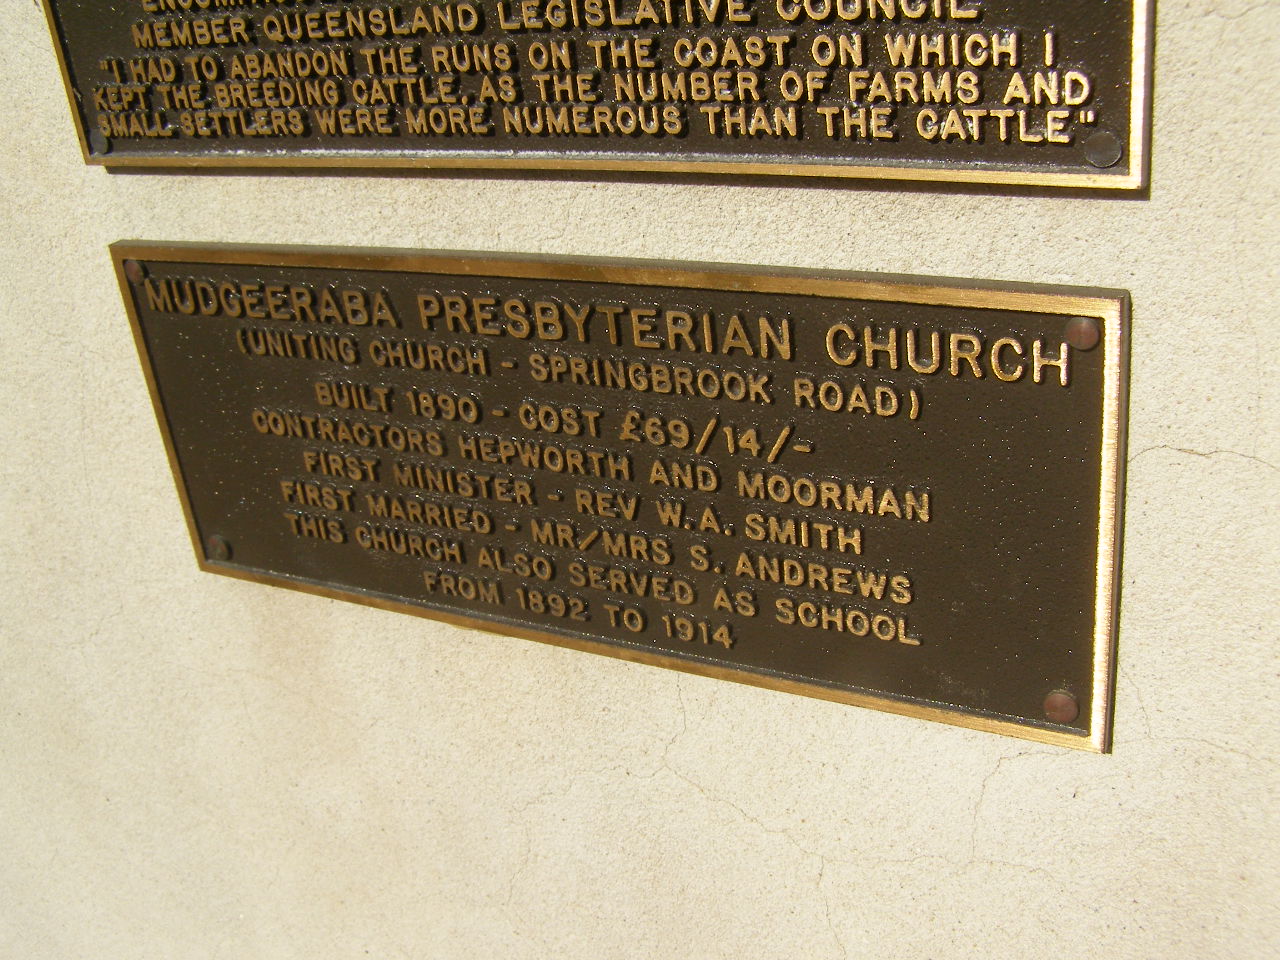 MEMBER QUEENSLAND LEGISLATIVE COUNCIL
"I HAD TO ABANDON THE RUNS ON THE COAST ON WHICH I
KEPT THE BREEDING CATTLE, AS THE NUMBER OF FARMS AND
SMALL SETTLERS WERE MORE NUMEROUS THAN THE CATTLE"
MUDGEERABA PRESBYTERIAN CHURCH
(UNITING CHURCH - SPRINGBROOK ROAD)
BUILT 1890 - COST £69/14/-
CONTRACTORS HEPWORTH AND MOORMAN
FIRST MINISTER - REV W.A. SMITH
FIRST MARRIED - MR/MRS S. ANDREWS
THIS CHURCH ALSO SERVED AS SCHOOL
FROM 1892 TO 1914